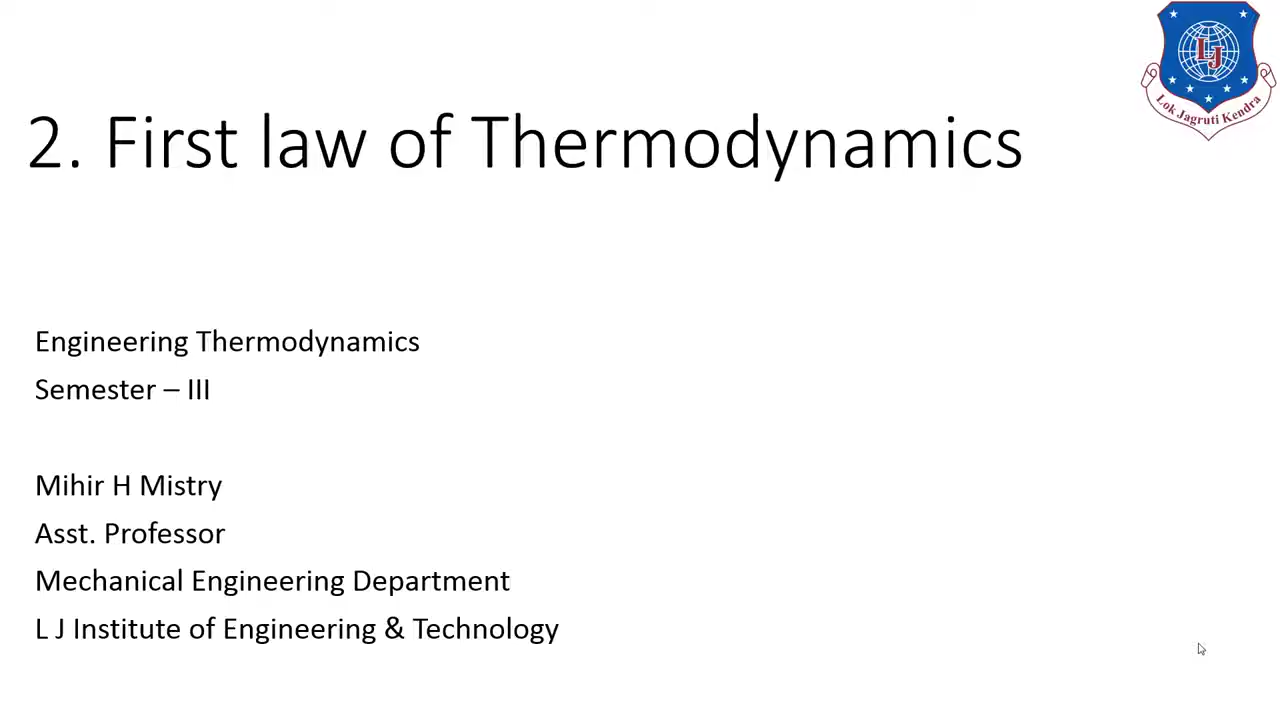 2. First law of Thermodynamics
LJ
Lok Jagruti Kendra
Engineering Thermodynamics
Semester – III
Mihir H Mistry
Asst. Professor
Mechanical Engineering Department
L J Institute of Engineering & Technology